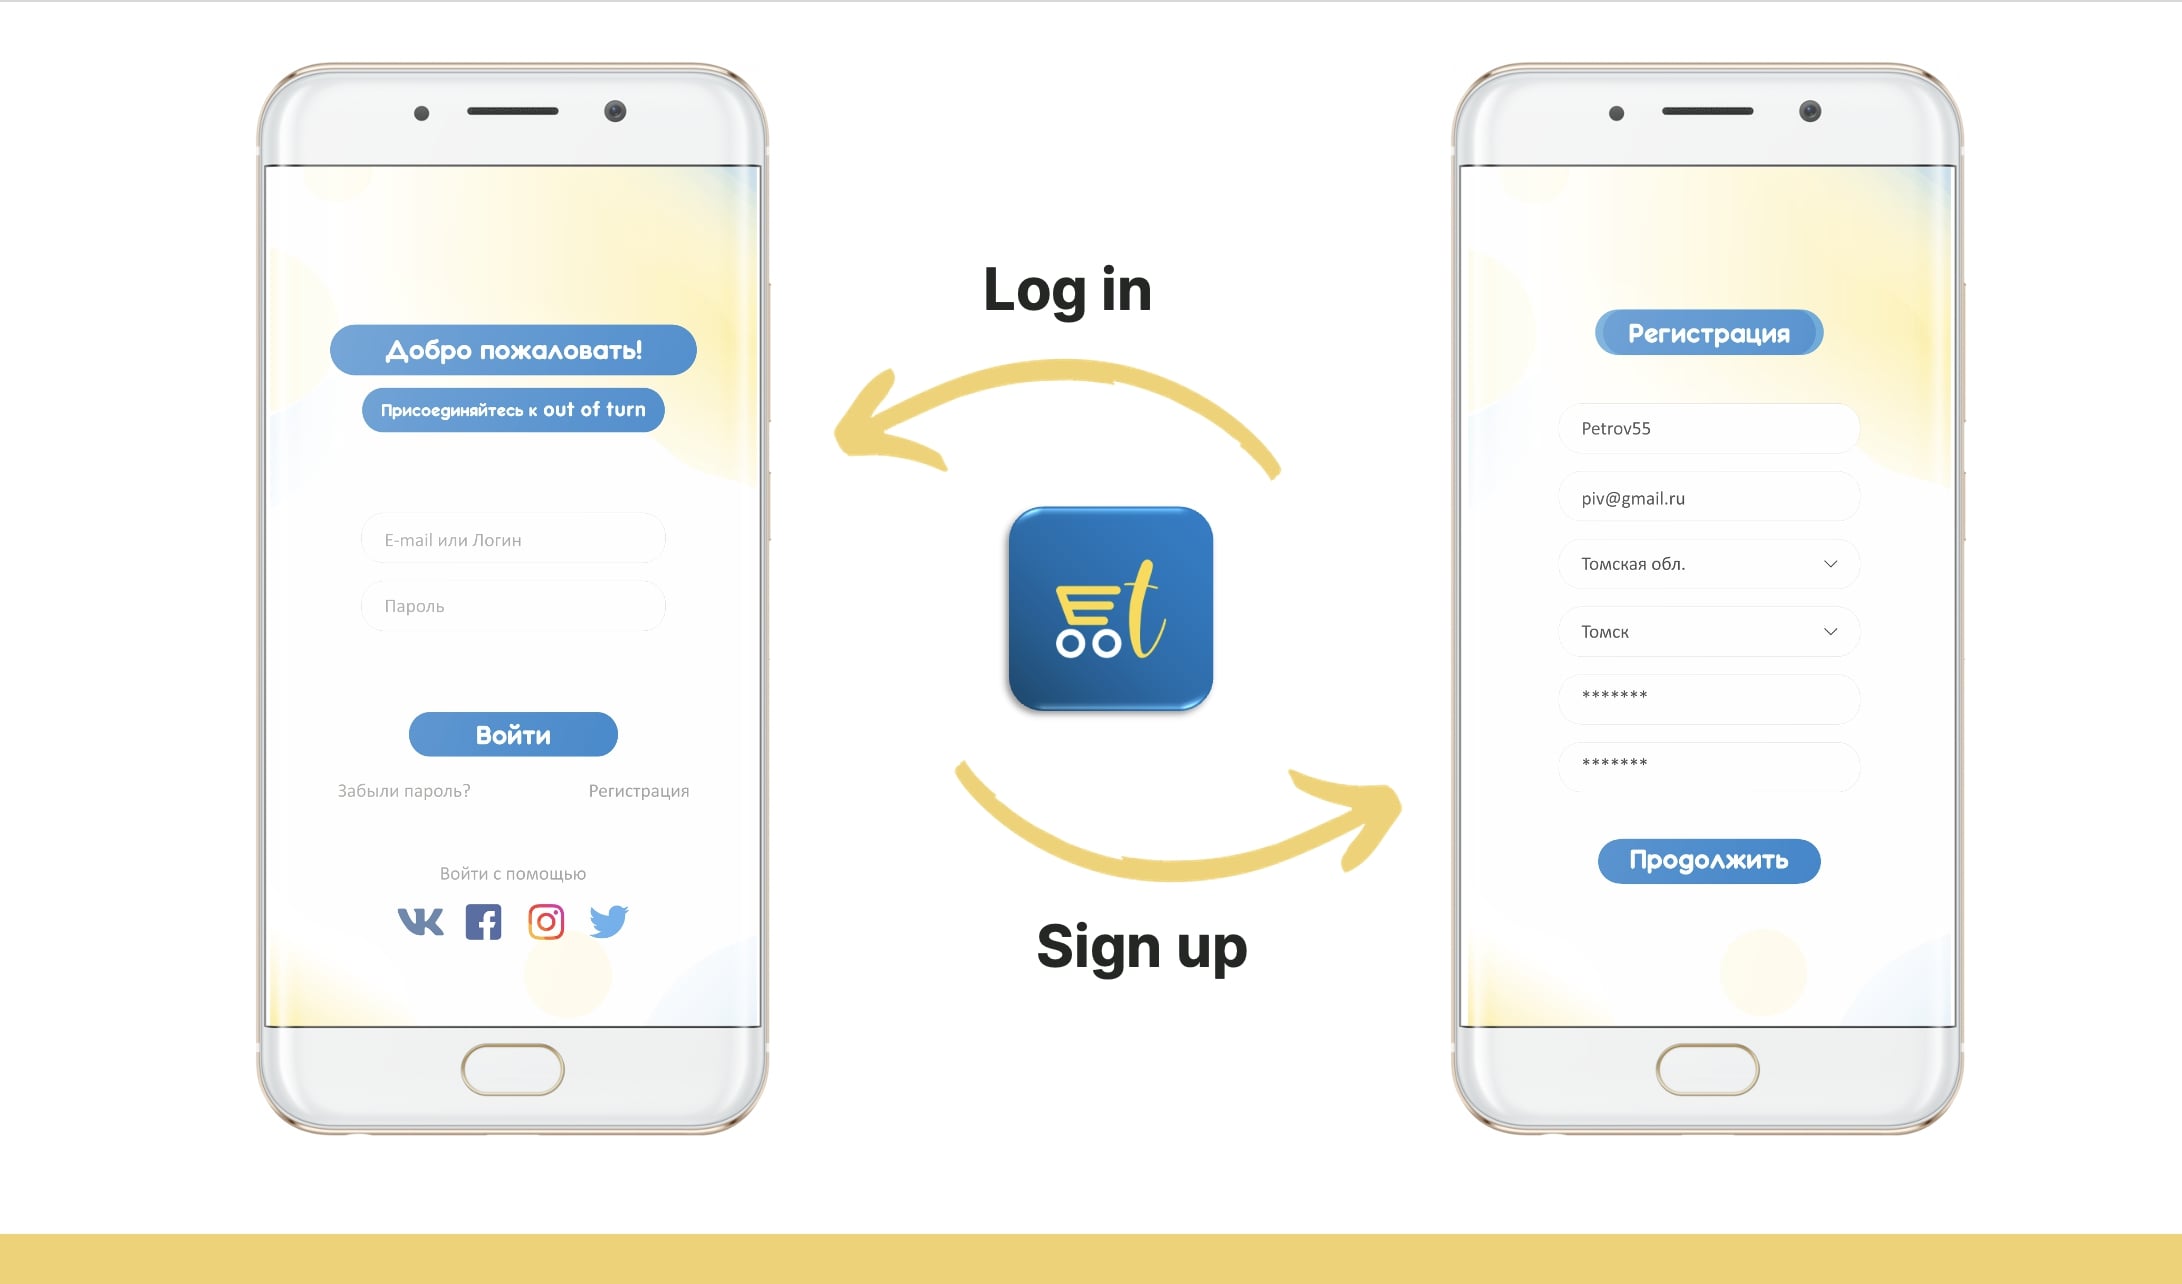 Добро пожаловать!
Присоединяйтесь к out of turn
E-mail или Логин
Пароль
Войти
Забыли пароль?
Регистрация
Войти с помощью
Log in
t
Sign up
Регистрация
Petrov55
piv@gmail.ru
Томская обл.
Томск
*******
*******
Продолжить